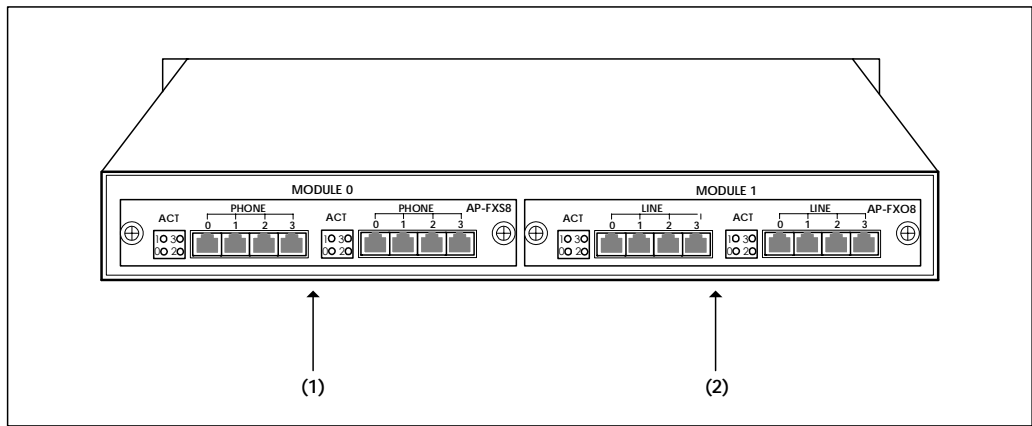 MODULE 0 MODULE 1
ACT PHONE ACT PHONE AP-FXS8 ACT LINE ACT LINE AP-FXO8
0 1 2 3 0 1 2 3 0 1 2 3 0 1 2 3
1 3 1 3 1 3 1 3
0 2 0 2 0 2 0 2
(1) (2)